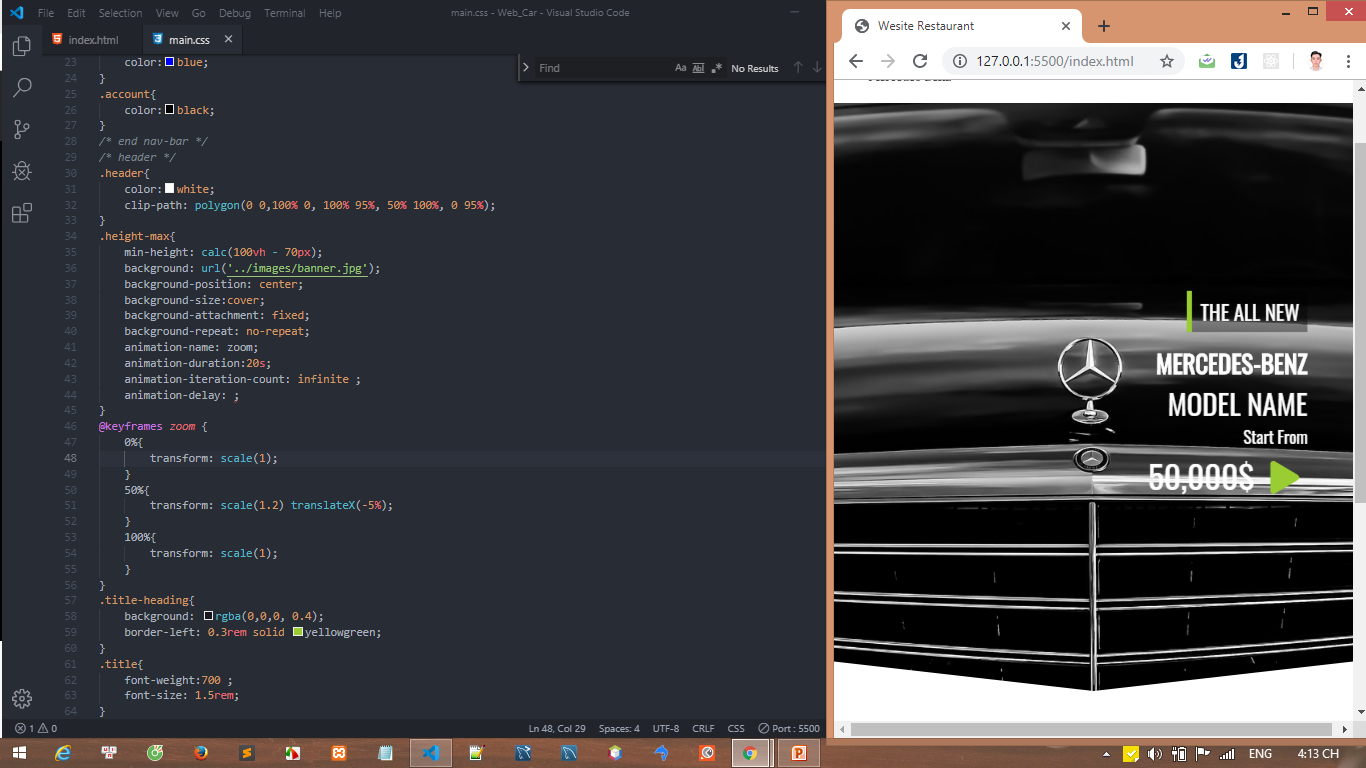 File Edit Selection View Go Debug Terminal Help
main.css - Web_Car - Visual Studio Code
index.html
main.css
Find
Aa
No Results
23 color: blue;
24 }
25 .account{
26 color: black;
27 }
28 /* end nav-bar */
29 /* header */
30 .header{
31 color: white;
32 clip-path: polygon(0 0,100% 0, 100% 95%, 50% 100%, 0 95%);
33 }
34 .height-max{
35 min-height: calc(100vh - 70px);
36 background: url('../images/banner.jpg');
37 background-position: center;
38 background-size:cover;
39 background-attachment: fixed;
40 background-repeat: no-repeat;
41 animation-name: zoom;
42 animation-duration:20s;
43 animation-iteration-count: infinite ;
44 animation-delay: ;
45 }
46 @keyframes zoom {
47 0%{
48 transform: scale(1);
49 }
50 50%{
51 transform: scale(1.2) translateX(-5%);
52 }
53 100%{
54 transform: scale(1);
55 }
56 }
57 .title-heading{
58 background: rgba(0,0,0, 0.4);
59 border-left: 0.3rem solid yellowgreen;
60 }
61 .title{
62 font-weight:700 ;
63 font-size: 1.5rem;
64 }
1 0
Ln 48, Col 29 Spaces: 4 UTF-8 CRLF CSS Port : 5500
Wesite Restaurant
127.0.0.1:5500/index.html
THE ALL NEW
MERCEDES-BENZ
MODEL NAME
Start From
50,000$
ENG 4:13 CH